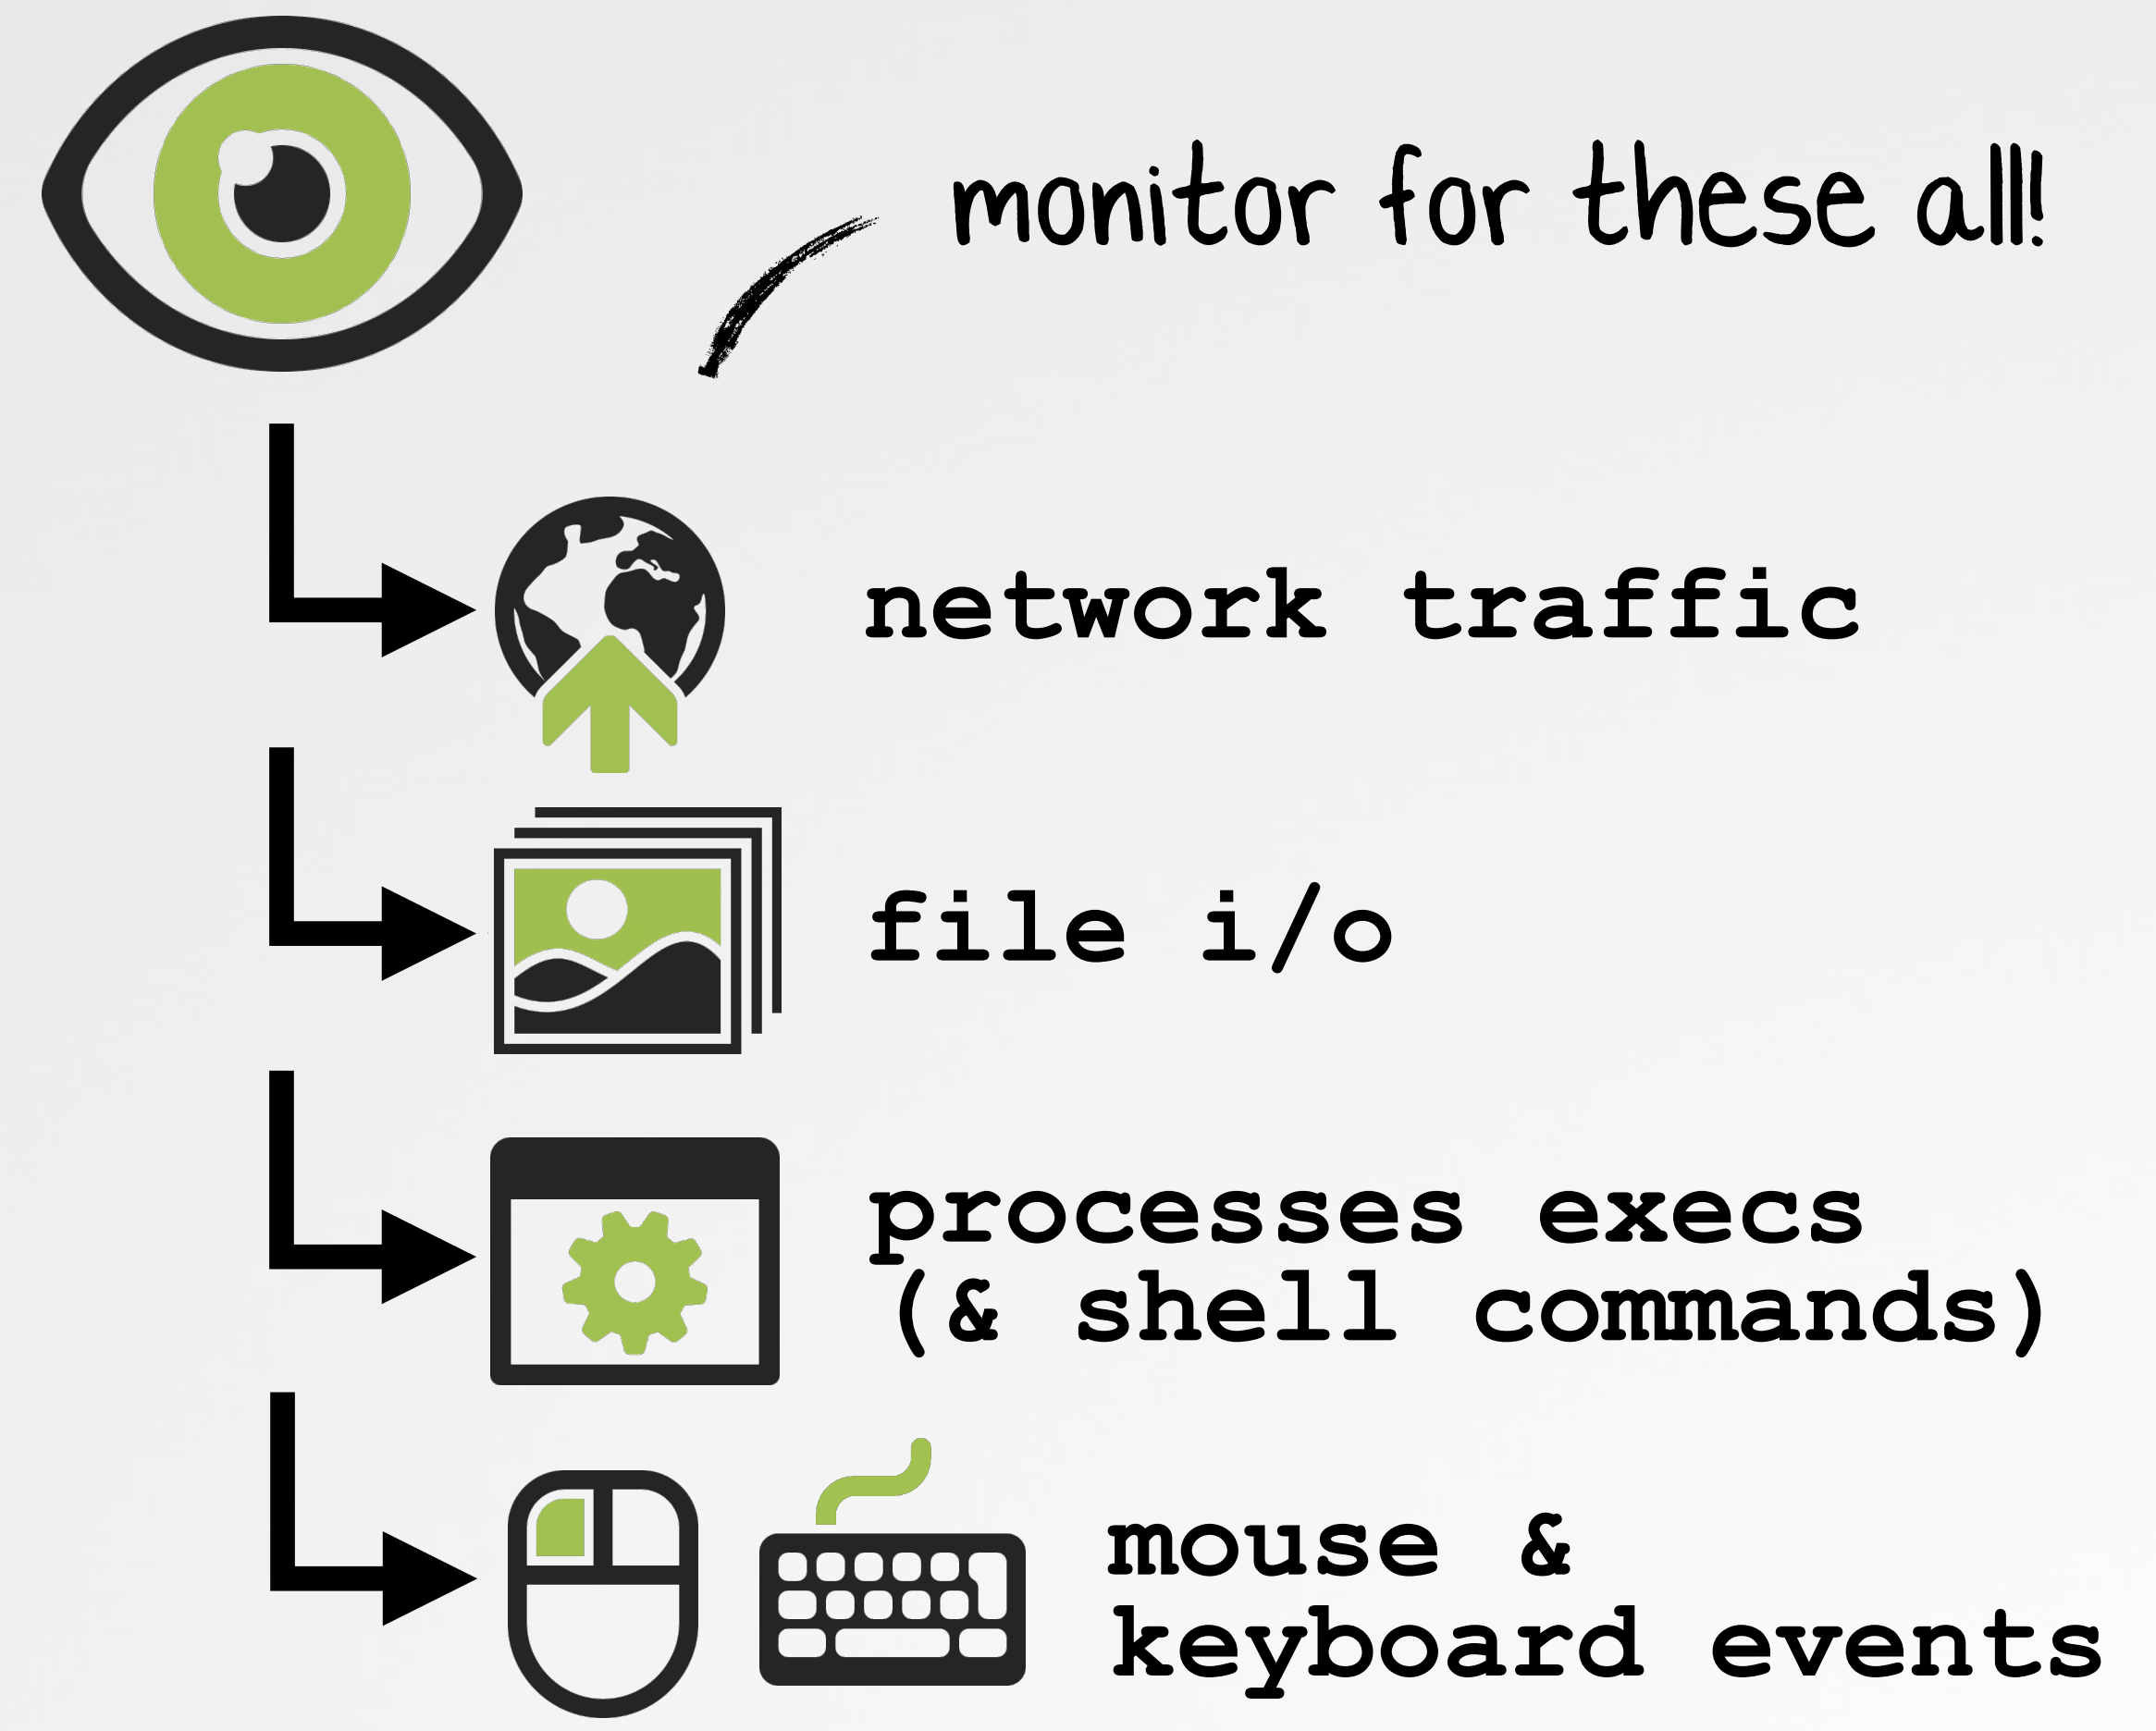 monitor for these all!
network traffic
file i/o
processes execs
(& shell commands)
mouse &
keyboard events